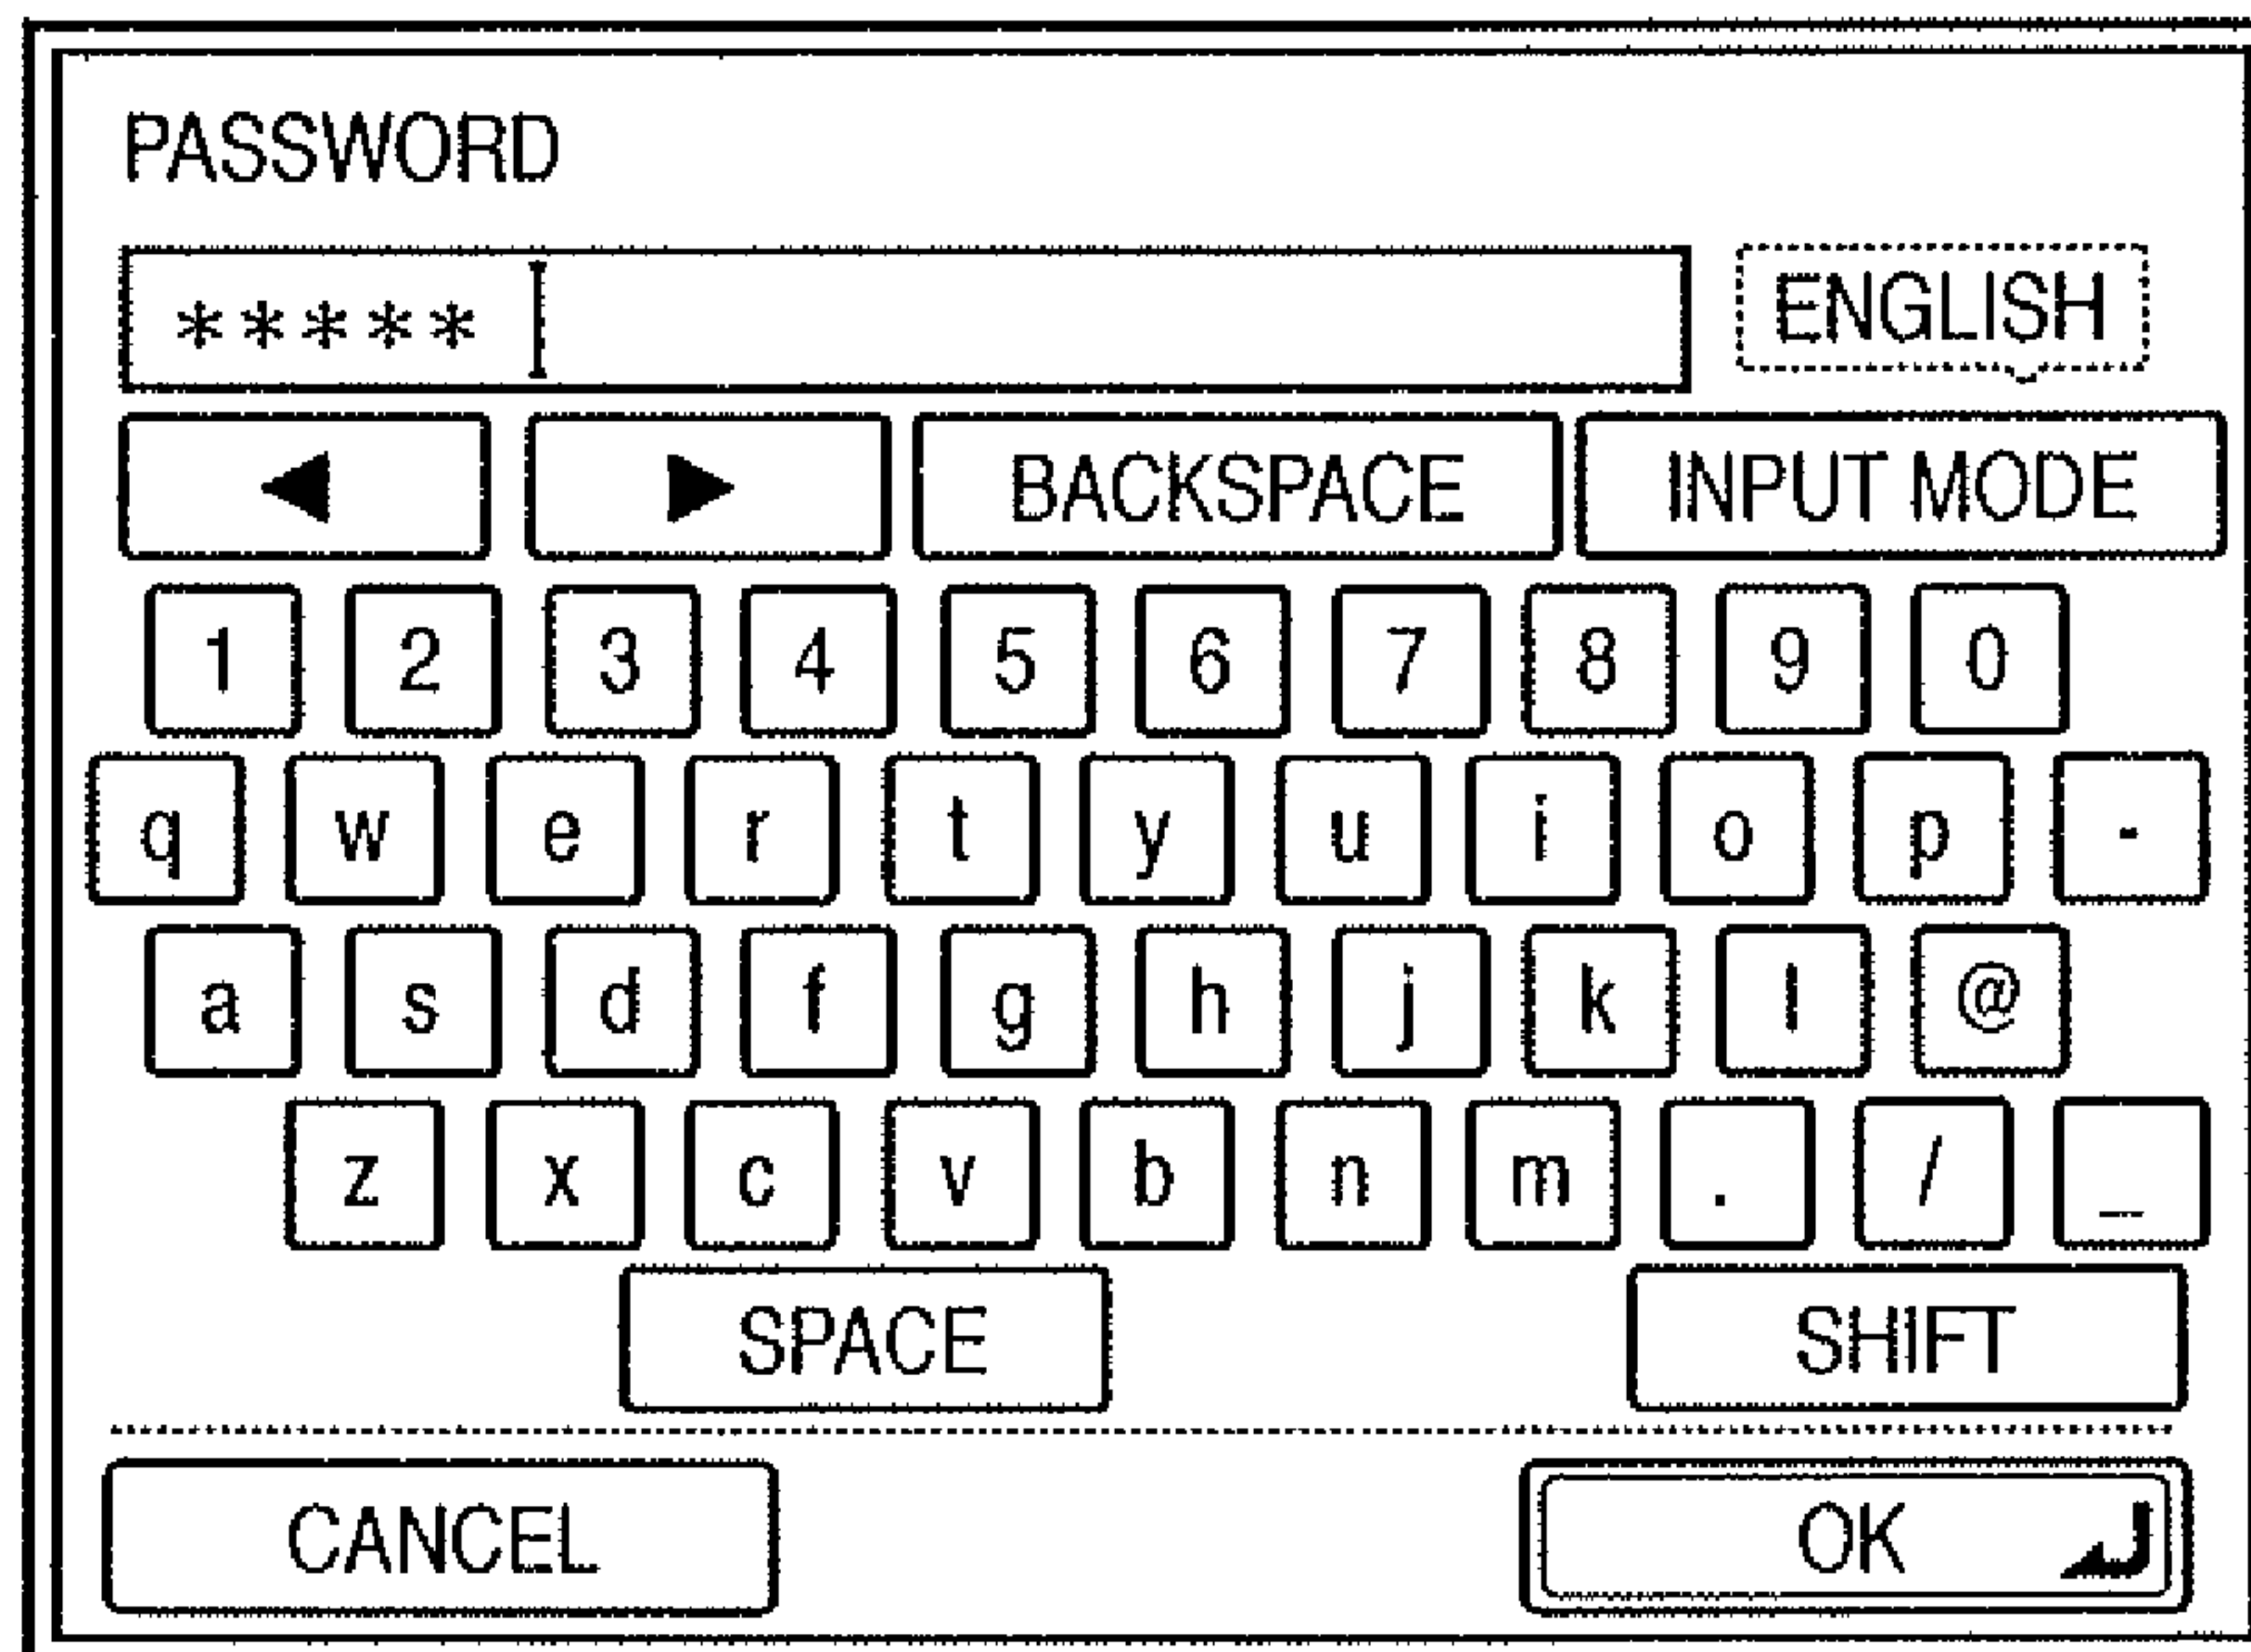 PASSWORD
***** ENGLISH
◀ ▶ BACKSPACE INPUT MODE
1 2 3 4 5 6 7 8 9 0
q w e r t y u i o p -
a s d f g h j k l @
z x c v b n m . / _
SPACE SHIFT
CANCEL OK